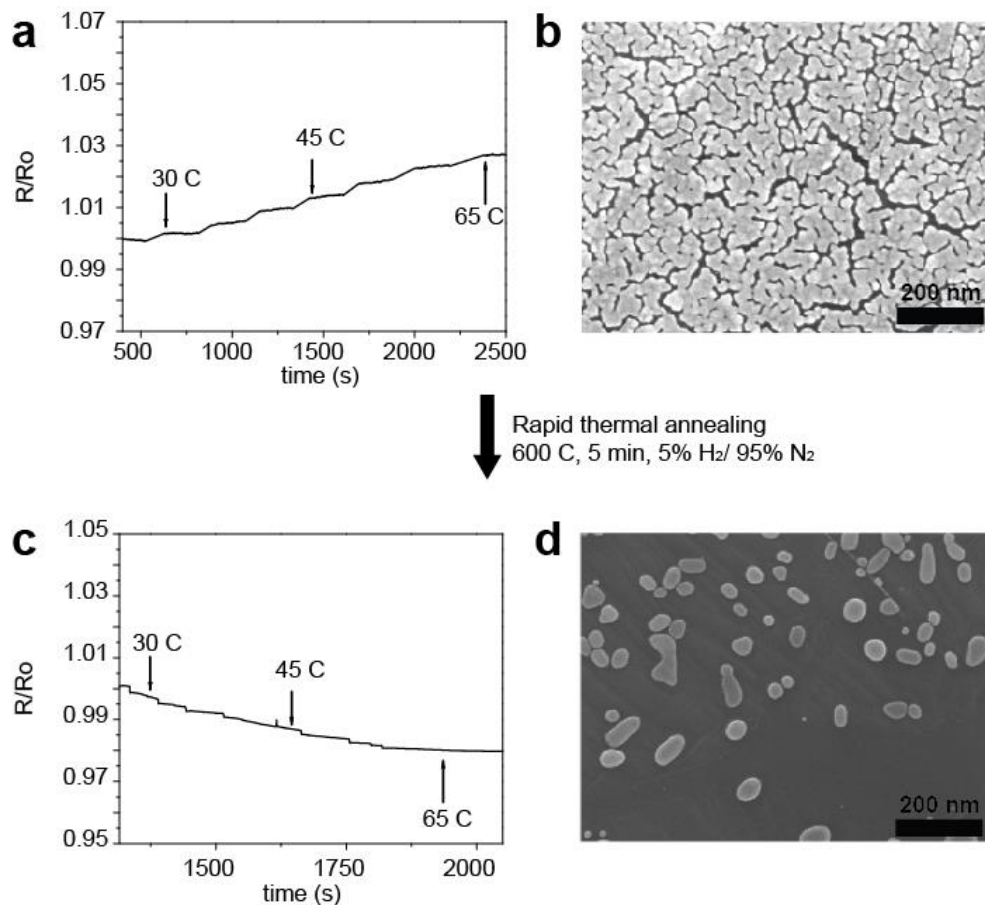 a
1.07
1.05
1.03
1.01
0.99
0.97
R/Ro
30 C
45 C
65 C
500 1000 1500 2000 2500
time (s)
b
200 nm
Rapid thermal annealing
600 C, 5 min, 5% H₂/ 95% N₂
c
1.05
1.03
1.01
0.99
0.97
0.95
R/Ro
30 C
45 C
65 C
1500 1750 2000
time (s)
d
200 nm